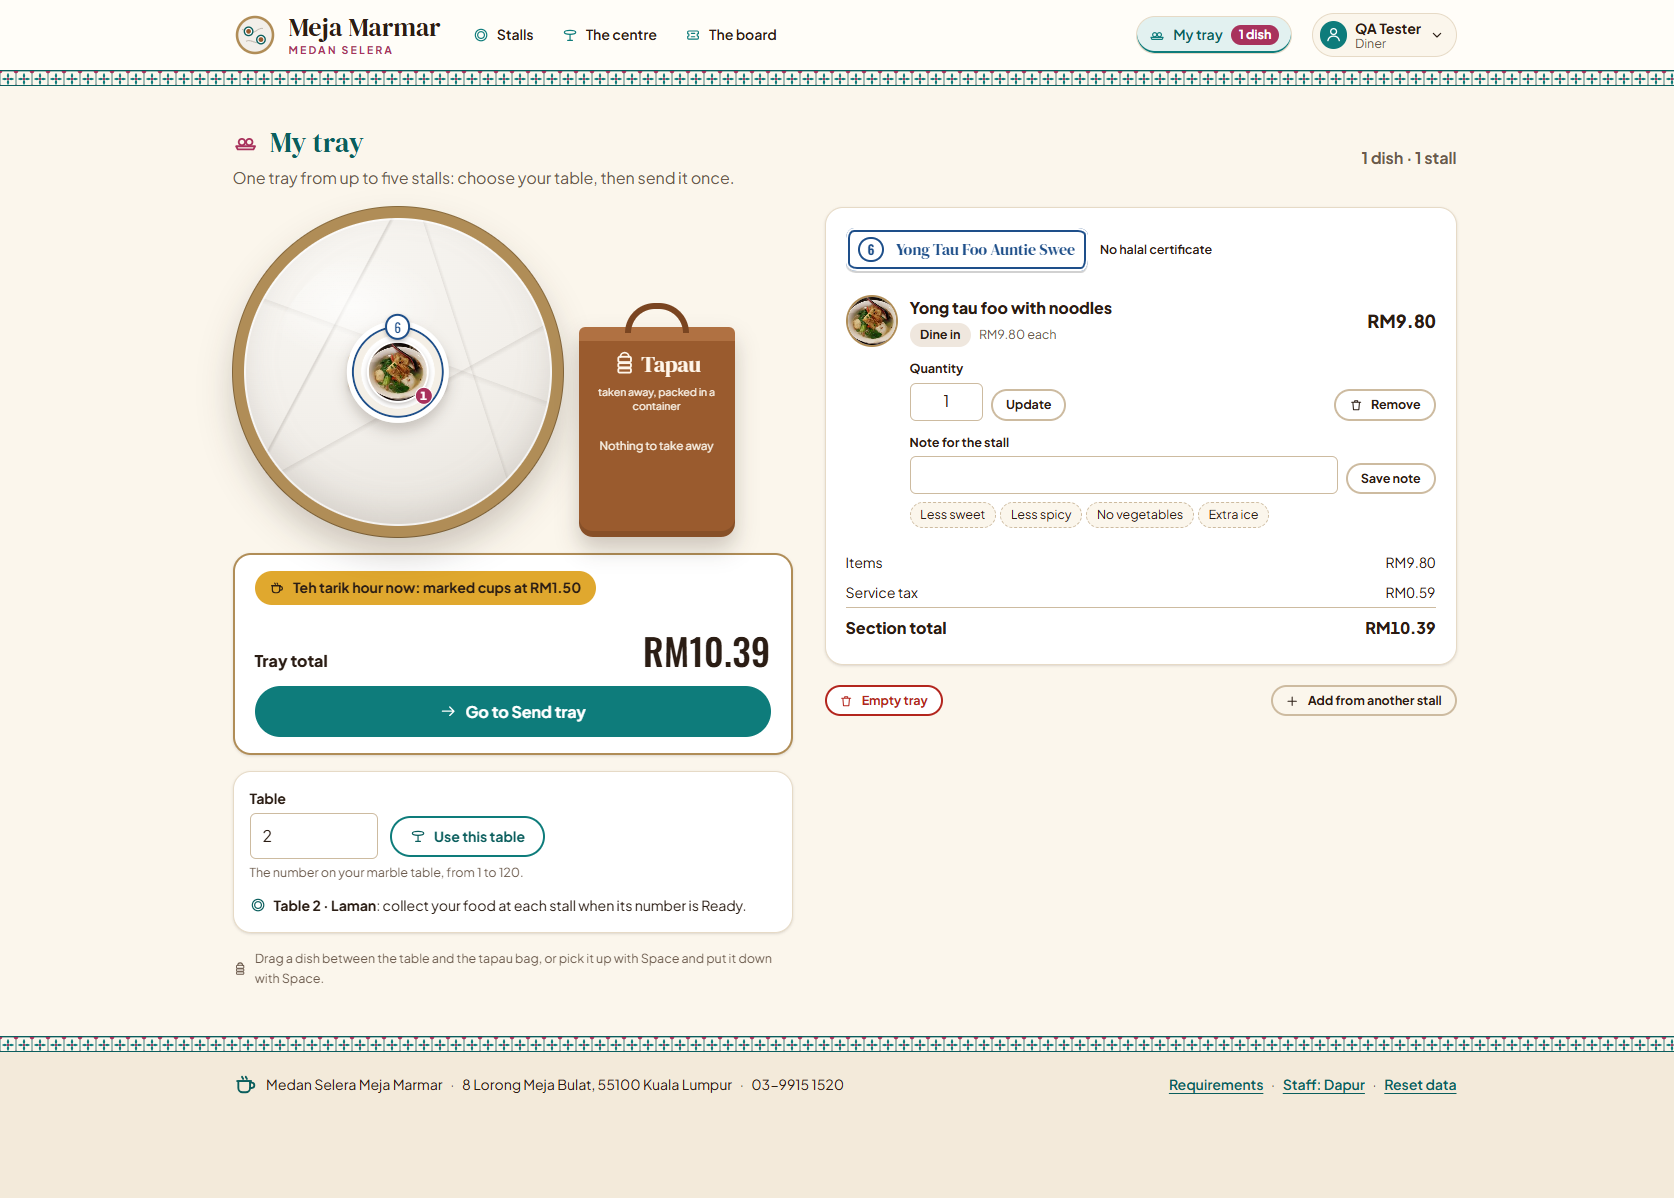 Meja Marmar
MEDAN SELERA
Stalls
The centre
The board
My tray 1 dish
QA Tester
Diner
My tray
One tray from up to five stalls: choose your table, then send it once.
1 dish · 1 stall
6
1
Tapau
taken away, packed in a
container
Nothing to take away
Teh tarik hour now: marked cups at RM1.50
Tray total RM10.39
Go to Send tray
Table
2
Use this table
The number on your marble table, from 1 to 120.
Table 2 · Laman: collect your food at each stall when its number is Ready.
Drag a dish between the table and the tapau bag, or pick it up with Space and put it down
with Space.
6 Yong Tau Foo Auntie Swee No halal certificate
Yong tau foo with noodles
Dine in RM9.80 each
RM9.80
Quantity
1 Update Remove
Note for the stall
Save note
Less sweet Less spicy No vegetables Extra ice
Items RM9.80
Service tax RM0.59
Section total RM10.39
Empty tray
Add from another stall
Medan Selera Meja Marmar · 8 Lorong Meja Bulat, 55100 Kuala Lumpur · 03-9915 1520
Requirements · Staff: Dapur · Reset data